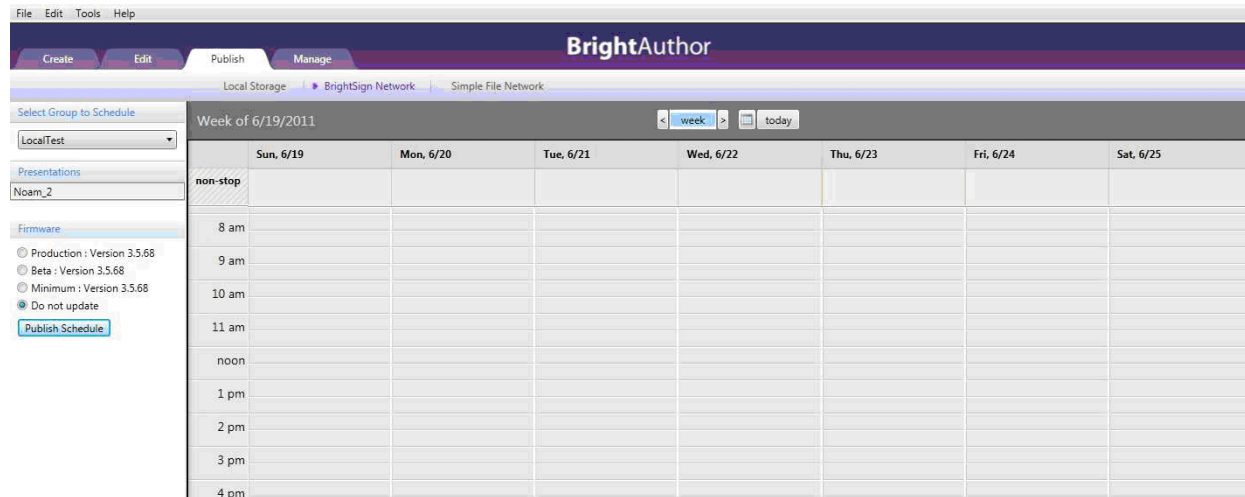 File Edit Tools Help
BrightAuthor
Create Edit Publish Manage
Local Storage BrightSign Network Simple File Network
Select Group to Schedule
LocalTest
Presentations
Noam_2
Firmware
Production : Version 3.5.68
Beta : Version 3.5.68
Minimum : Version 3.5.68
Do not update
Publish Schedule
Week of 6/19/2011 < week > today
Sun, 6/19 Mon, 6/20 Tue, 6/21 Wed, 6/22 Thu, 6/23 Fri, 6/24 Sat, 6/25
non-stop
8 am
9 am
10 am
11 am
noon
1 pm
2 pm
3 pm
4 pm